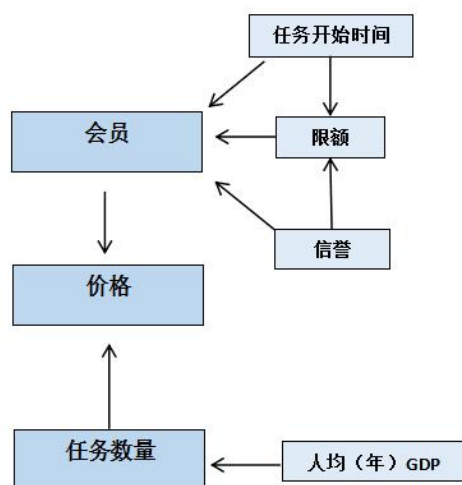 任务开始时间
会员
限额
信誉
价格
任务数量
人均（年）GDP